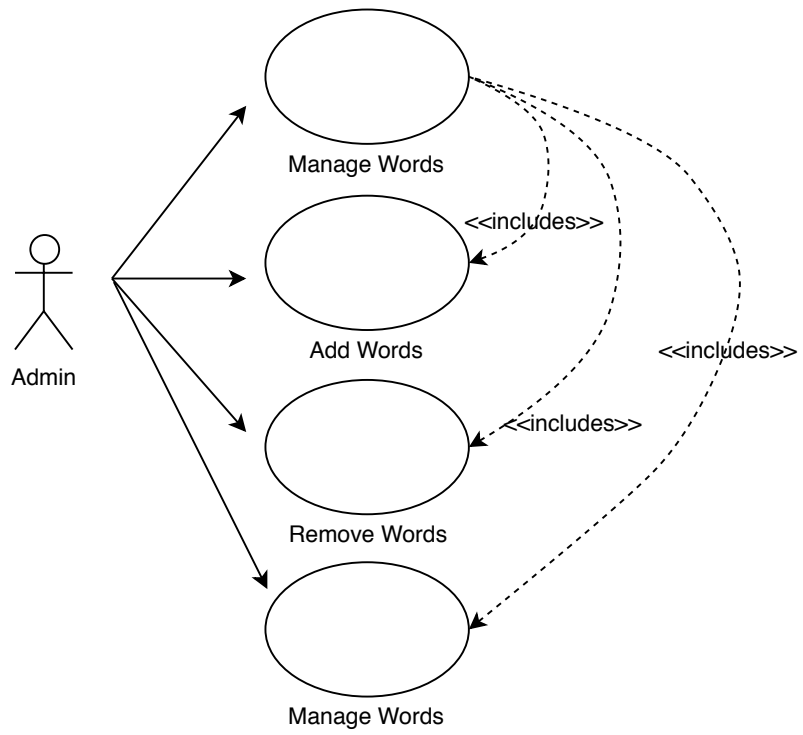 Manage Words
<<includes>>
Add Words
<<includes>>
Admin
<<includes>>
Remove Words
Manage Words